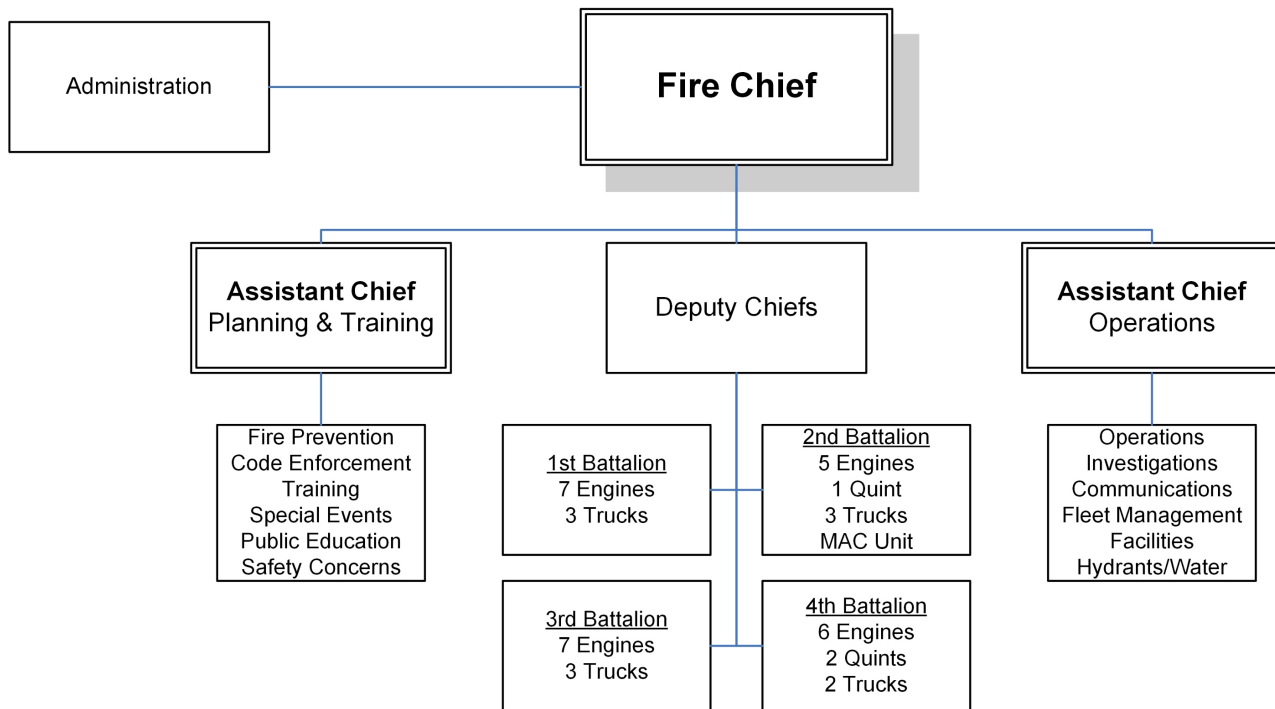 Administration
Fire Chief
Assistant Chief
Planning & Training
Deputy Chiefs
Assistant Chief
Operations
Fire Prevention
Code Enforcement
Training
Special Events
Public Education
Safety Concerns
1st Battalion
7 Engines
3 Trucks
2nd Battalion
5 Engines
1 Quint
3 Trucks
MAC Unit
Operations
Investigations
Communications
Fleet Management
Facilities
Hydrants/Water
3rd Battalion
7 Engines
3 Trucks
4th Battalion
6 Engines
2 Quints
2 Trucks